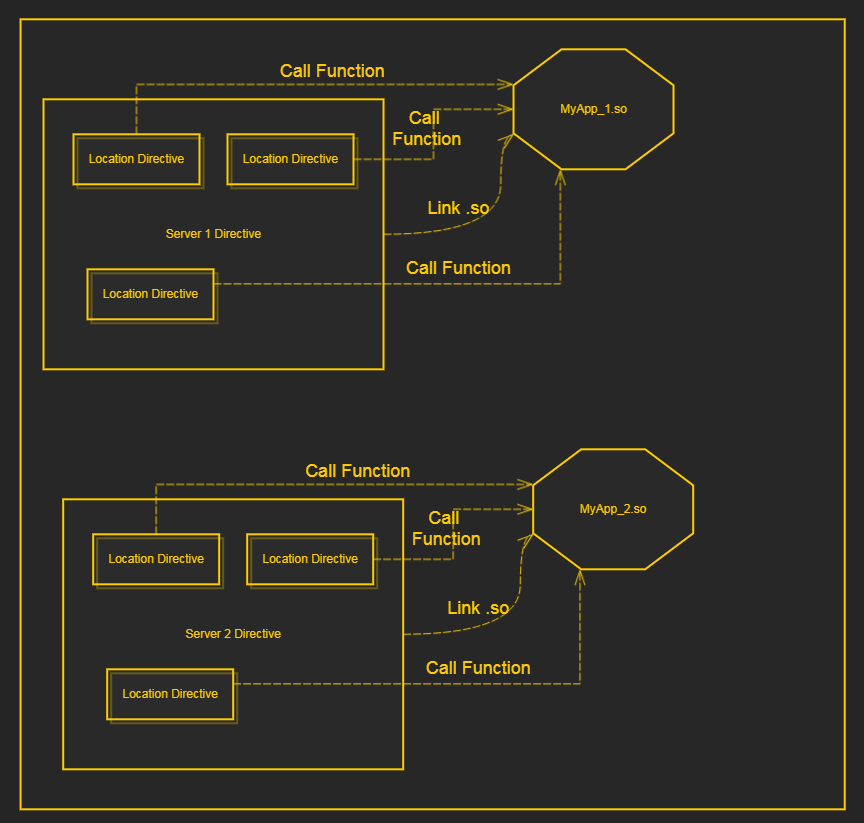 Call Function
MyApp_1.so
Call
Function
Location Directive
Location Directive
Link .so
Server 1 Directive
Call Function
Location Directive
Call Function
MyApp_2.so
Call
Function
Location Directive
Location Directive
Link .so
Server 2 Directive
Call Function
Location Directive